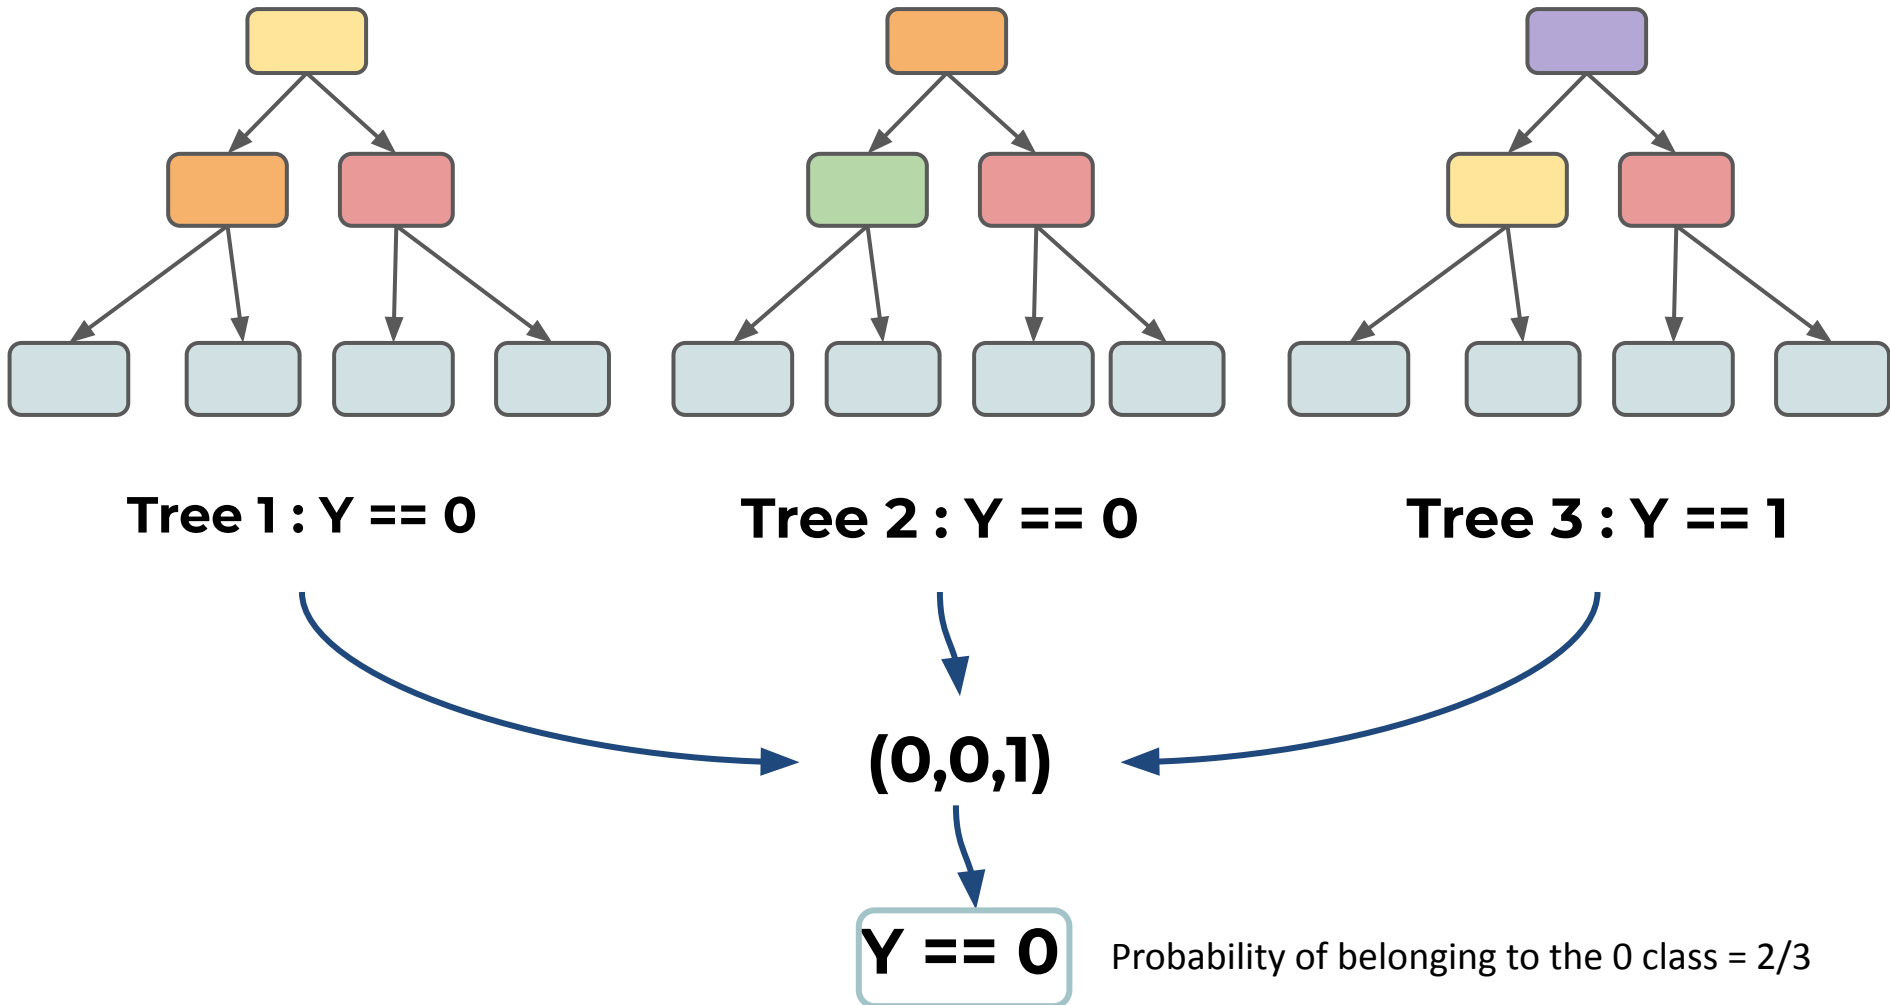 Tree 1 : Y == 0
Tree 2 : Y == 0
Tree 3 : Y == 1
(0,0,1)
Y == 0
Probability of belonging to the 0 class = 2/3